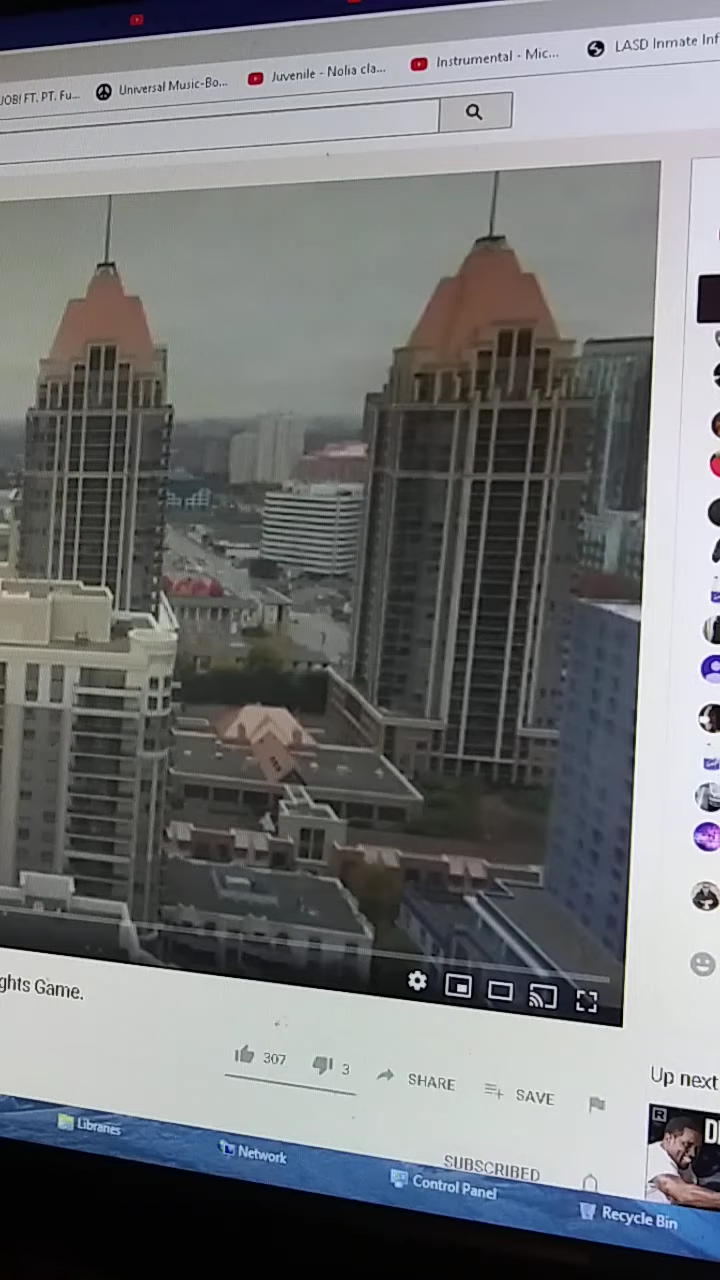 JOB! FT. PT. Fu...
Universal Music-Bo...
Juvenile - Nolia cla...
Instrumental - Mic...
LASD Inmate Inf
ghts Game.
307
3
SHARE
SAVE
Up next
SUBSCRIBED
R
D
Libraries
Network
Control Panel
Recycle Bin